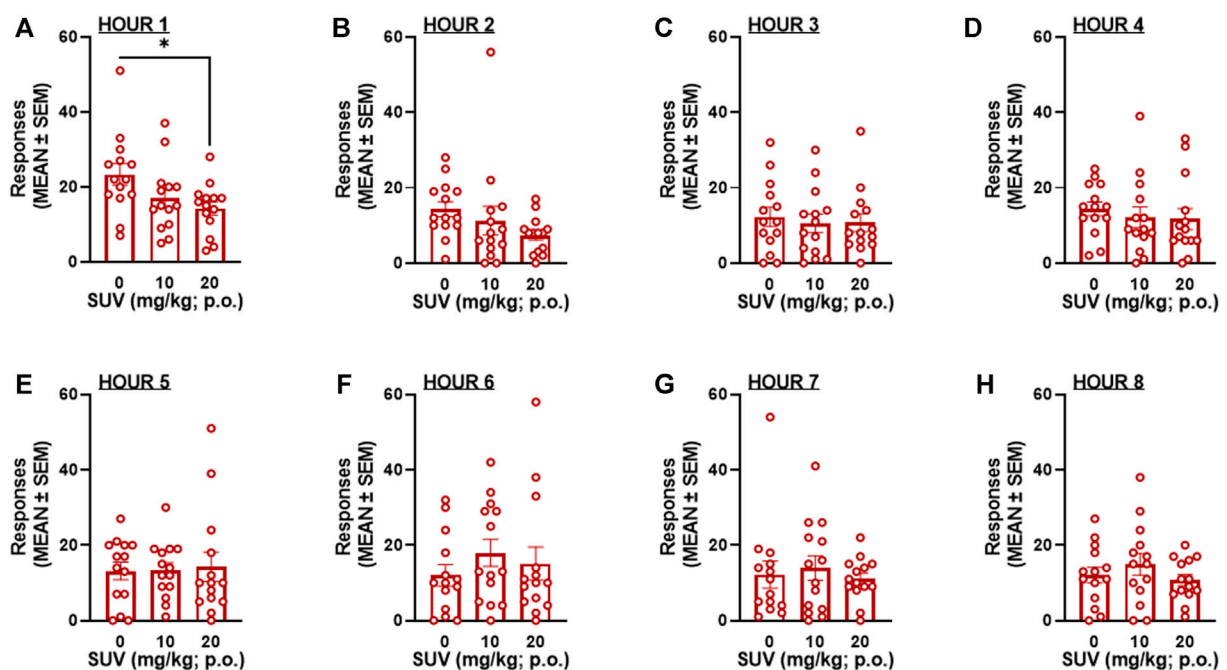 A
HOUR 1
60
*
40
20
0
Responses
(MEAN ± SEM)
0 10 20
SUV (mg/kg; p.o.)
B
HOUR 2
60
40
20
0
Responses
(MEAN ± SEM)
0 10 20
SUV (mg/kg; p.o.)
C
HOUR 3
60
40
20
0
Responses
(MEAN ± SEM)
0 10 20
SUV (mg/kg; p.o.)
D
HOUR 4
60
40
20
0
Responses
(MEAN ± SEM)
0 10 20
SUV (mg/kg; p.o.)
E
HOUR 5
60
40
20
0
Responses
(MEAN ± SEM)
0 10 20
SUV (mg/kg; p.o.)
F
HOUR 6
60
40
20
0
Responses
(MEAN ± SEM)
0 10 20
SUV (mg/kg; p.o.)
G
HOUR 7
60
40
20
0
Responses
(MEAN ± SEM)
0 10 20
SUV (mg/kg; p.o.)
H
HOUR 8
60
40
20
0
Responses
(MEAN ± SEM)
0 10 20
SUV (mg/kg; p.o.)